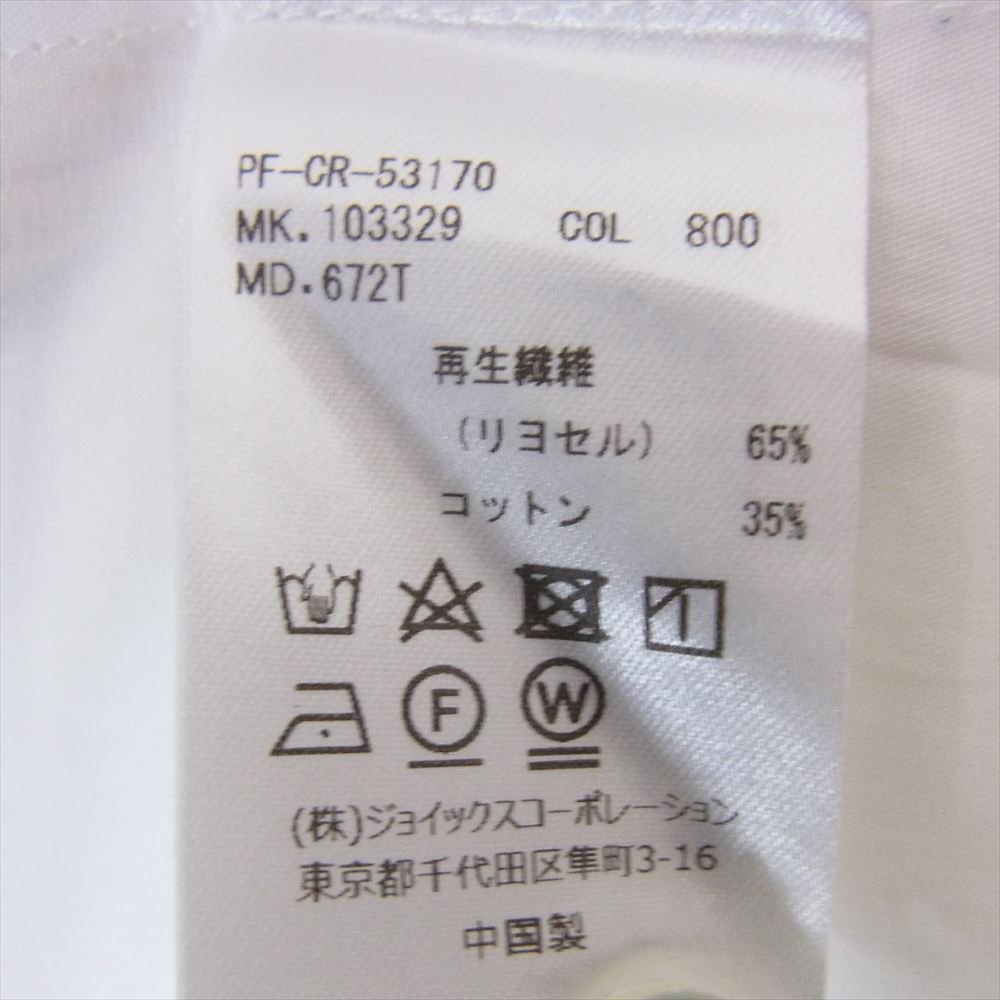 PF-CR-53170
MK.103329 COL 800
MD.672T
再生繊維
(リヨセル) 65%
コットン 35%
F W
(株)ジョイックスコーポレーション
東京都千代田区隼町3-16
中国製